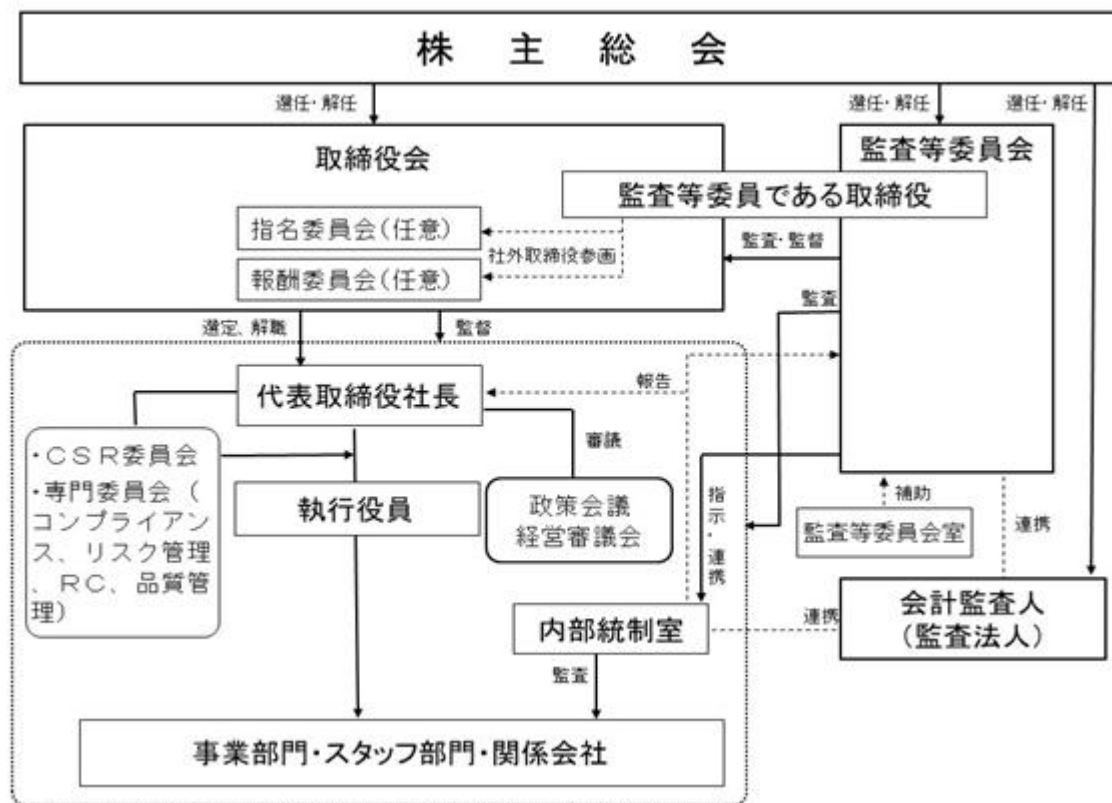 株主総会
選任・解任
選任・解任
選任・解任
取締役会
監査等委員会
監査等委員である取締役
指名委員会(任意)
社外取締役参画
報酬委員会(任意)
監査・監督
監査
選定、解職
監督
代表取締役社長
報告
審議
・CSR委員会
・専門委員会(
コンプライアン
ス、リスク管理
、RC、品質管
理)
執行役員
政策会議
経営審議会
指示・連携
補助
監査等委員会室
連携
内部統制室
連携
会計監査人
(監査法人)
監査
事業部門・スタッフ部門・関係会社